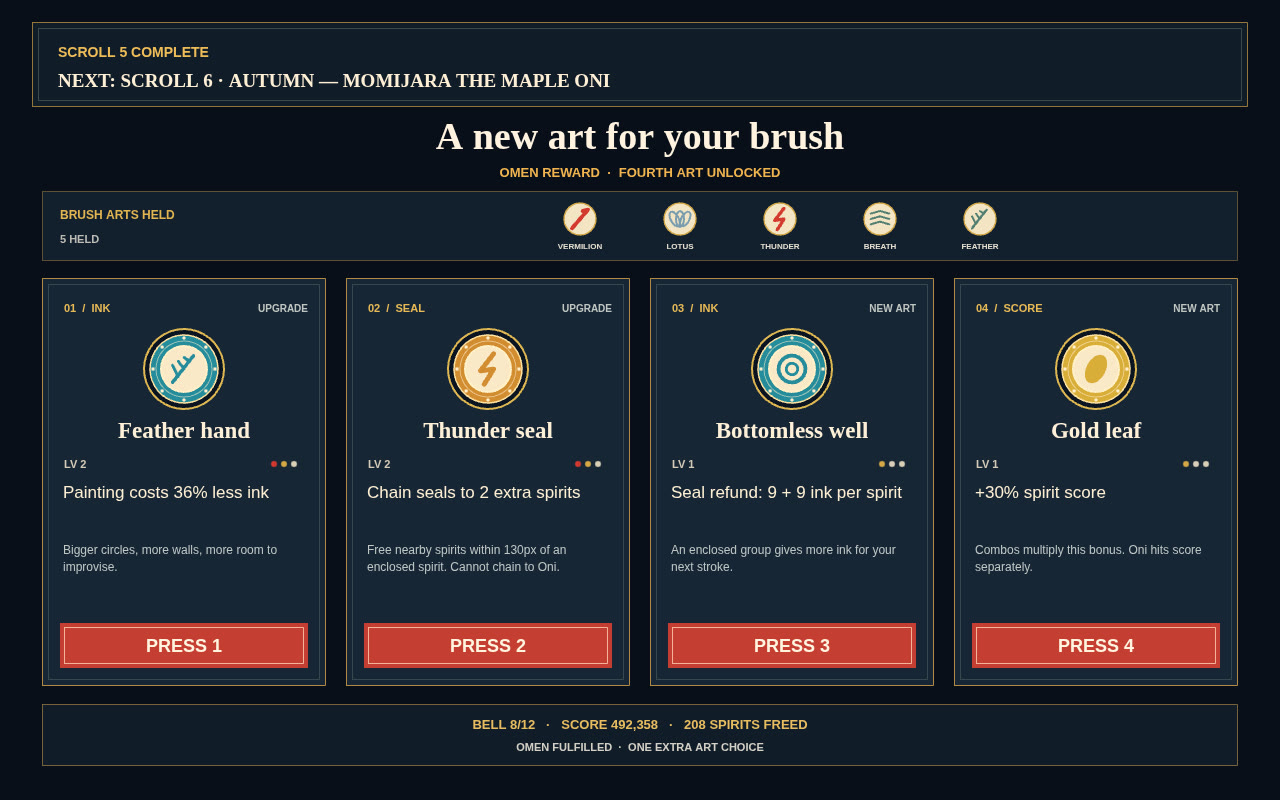 SCROLL 5 COMPLETE
NEXT: SCROLL 6 · AUTUMN — MOMIJARA THE MAPLE ONI
A new art for your brush
OMEN REWARD · FOURTH ART UNLOCKED
BRUSH ARTS HELD
5 HELD
VERMILION
LOTUS
THUNDER
BREATH
FEATHER
01 / INK
UPGRADE
Feather hand
LV 2
Painting costs 36% less ink
Bigger circles, more walls, more room to
improvise.
PRESS 1
02 / SEAL
UPGRADE
Thunder seal
LV 2
Chain seals to 2 extra spirits
Free nearby spirits within 130px of an
enclosed spirit. Cannot chain to Oni.
PRESS 2
03 / INK
NEW ART
Bottomless well
LV 1
Seal refund: 9 + 9 ink per spirit
An enclosed group gives more ink for your
next stroke.
PRESS 3
04 / SCORE
NEW ART
Gold leaf
LV 1
+30% spirit score
Combos multiply this bonus. Oni hits score
separately.
PRESS 4
BELL 8/12 · SCORE 492,358 · 208 SPIRITS FREED
OMEN FULFILLED · ONE EXTRA ART CHOICE